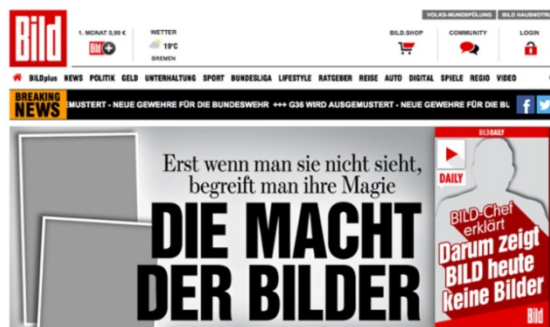 VOLKS-MUNDSPÜLUNG
BILD HAUSNOTR
Bild
1. MONAT 0,99 €
Bild +
WETTER
19°C
BREMEN
BILD.SHOP
COMMUNITY
LOGIN
BILDplus NEWS POLITIK GELD UNTERHALTUNG SPORT BUNDESLIGA LIFESTYLE RATGEBER REISE AUTO DIGITAL SPIELE REGIO VIDEO
BREAKING
NEWS
MUSTERT - NEUE GEWEHRE FÜR DIE BUNDESWEHR +++ G36 WIRD AUSGEMUSTERT - NEUE GEWEHRE FÜR DIE BU
Erst wenn man sie nicht sieht,
begreift man ihre Magie
DIE MACHT
DER BILDER
BILDDAILY
DAILY
BILD-Chef
erklärt
Darum zeigt
BILD heute
keine Bilder
Bild